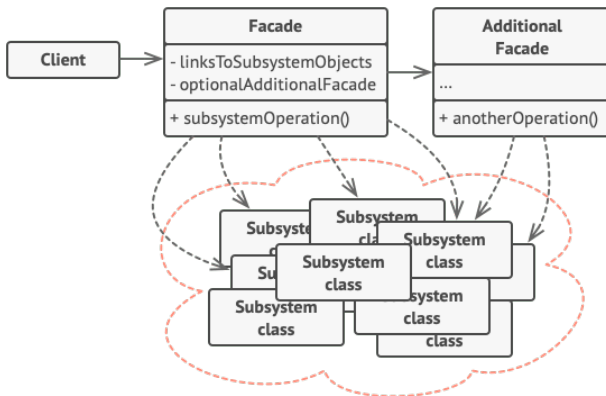 Client
Facade
- linksToSubsystemObjects
- optionalAdditionalFacade
+ subsystemOperation()
Additional
Facade
...
+ anotherOperation()
Subsystem
class
Subsystem
class
Subsystem
class
Subsystem
class
Subsystem
class
class